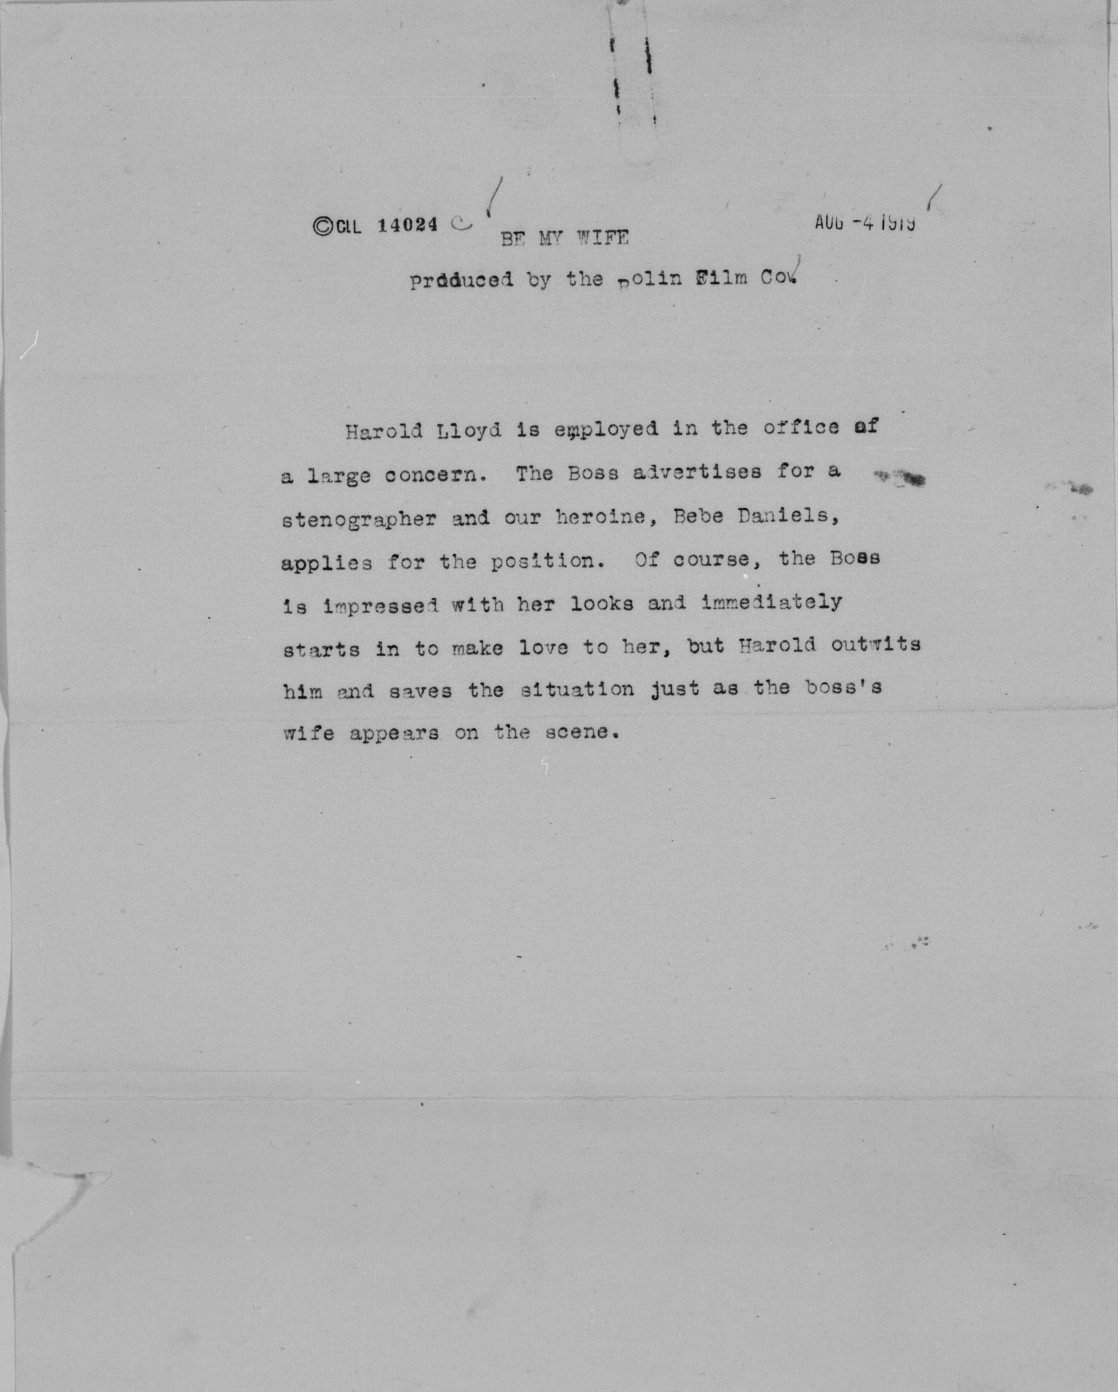 ©CIL 14024 C
AUG -4 1919
BE MY WIFE
produced by the Rolin Film Co.
Harold Lloyd is employed in the office of
a large concern. The Boss advertises for a
stenographer and our heroine, Bebe Daniels,
applies for the position. Of course, the Boss
is impressed with her looks and immediately
starts in to make love to her, but Harold outwits
him and saves the situation just as the boss's
wife appears on the scene.